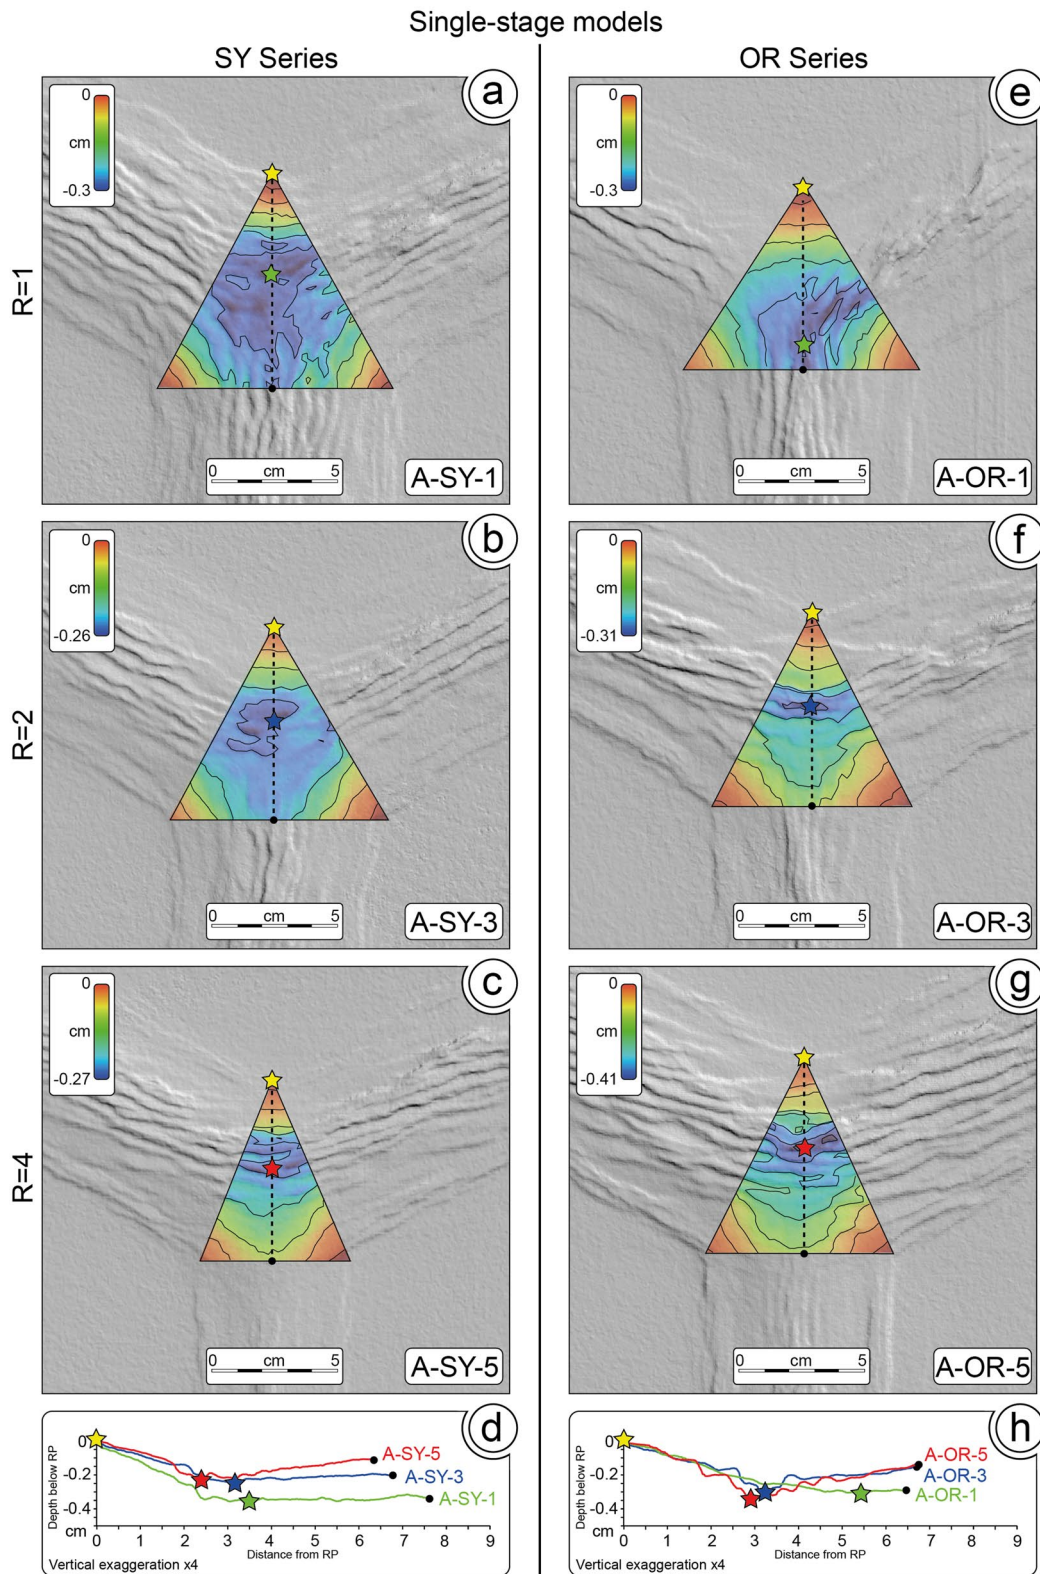 Single-stage models
SY Series
OR Series
R=1
a
0
cm
-0.3
0 cm 5
A-SY-1
e
0
cm
-0.3
0 cm 5
A-OR-1
R=2
b
0
cm
-0.26
0 cm 5
A-SY-3
f
0
cm
-0.31
0 cm 5
A-OR-3
R=4
c
0
cm
-0.27
0 cm 5
A-SY-5
g
0
cm
-0.41
0 cm 5
A-OR-5
d
Depth below RP
0
-0.2
-0.4
cm
A-SY-5
A-SY-3
A-SY-1
0 1 2 3 4 5 6 7 8 9
Distance from RP
Vertical exaggeration x4
h
Depth below RP
0
-0.2
-0.4
cm
A-OR-5
A-OR-3
A-OR-1
0 1 2 3 4 5 6 7 8 9
Distance from RP
Vertical exaggeration x4